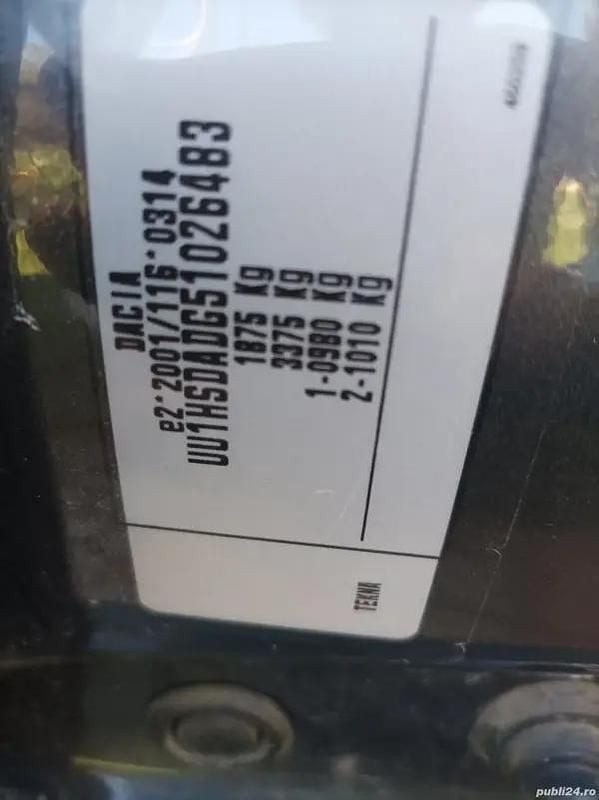 DACIA
e2*2001/116*0314
UU1HSDADG51026483
1875 Kg
3375 Kg
1-0980 Kg
2-1010 Kg
TEKNA
publi24.ro